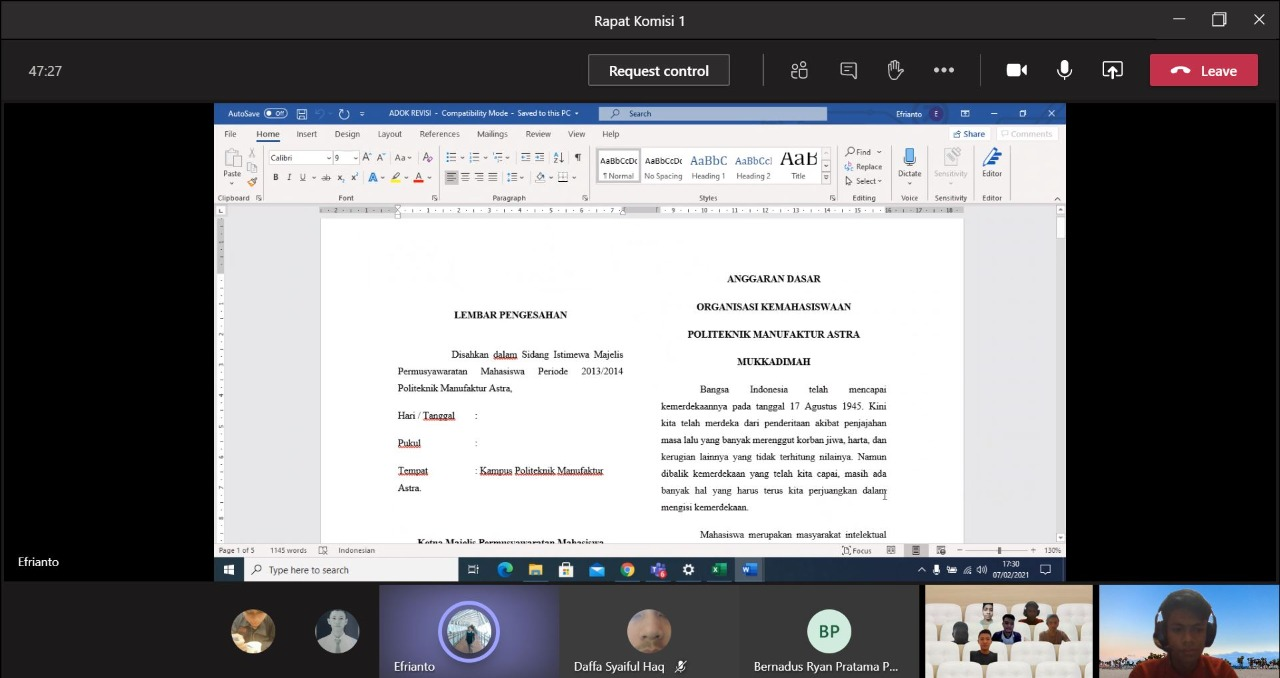 Rapat Komisi 1
47:27
Request control
Leave
AutoSave Off
ADOK REVISI - Compatibility Mode - Saved to this PC
Search
Efrianto
E
File Home Insert Design Layout References Mailings Review View Help
Share Comments
Paste
Calibri 9
AaBbCcDc AaBbCcDc AaBbC AaBbCcl AaB
¶ Normal No Spacing Heading 1 Heading 2 Title
Find
Replace
Select
Dictate Sensitivity Editor
Clipboard Font Paragraph Styles Editing Voice Sensitivity Editor
LEMBAR PENGESAHAN
Disahkan dalam Sidang Istimewa Majelis
Permusyawaratan Mahasiswa Periode 2013/2014
Politeknik Manufaktur Astra,
Hari / Tanggal :
Pukul :
Tempat : Kampus Politeknik Manufaktur
Astra.
Ketua Majelis Permusyawaratan Mahasiswa
ANGGARAN DASAR
ORGANISASI KEMAHASISWAAN
POLITEKNIK MANUFAKTUR ASTRA
MUKKADIMAH
Bangsa Indonesia telah mencapai
kemerdekaannya pada tanggal 17 Agustus 1945. Kini
kita telah merdeka dari penderitaan akibat penjajahan
masa lalu yang banyak merenggut korban jiwa, harta, dan
kerugian lainnya yang tidak terhitung nilainya. Namun
dibalik kemerdekaan yang telah kita capai, masih ada
banyak hal yang harus terus kita perjuangkan dalam
mengisi kemerdekaan.
Mahasiswa merupakan masyarakat intelektual
Page 1 of 5 1145 words Indonesian
Focus
130%
Type here to search
17:30
07/02/2021
Efrianto
Efrianto
Daffa Syaiful Haq
BP
Bernadus Ryan Pratama P...